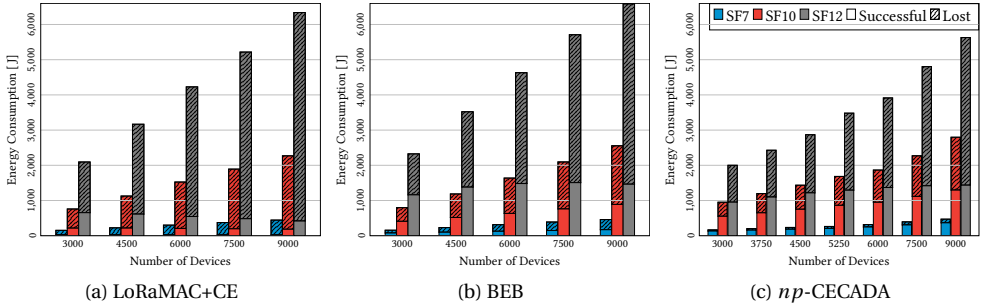 SF7 SF10 SF12 Successful Lost
Energy Consumption [J]
6,000
5,000
4,000
3,000
2,000
1,000
0
3000 4500 6000 7500 9000
Number of Devices
(a) LoRaMAC+CE
Energy Consumption [J]
6,000
5,000
4,000
3,000
2,000
1,000
0
3000 4500 6000 7500 9000
Number of Devices
(b) BEB
Energy Consumption [J]
6,000
5,000
4,000
3,000
2,000
1,000
0
3000 3750 4500 5250 6000 7500 9000
Number of Devices
(c) np-CECADA